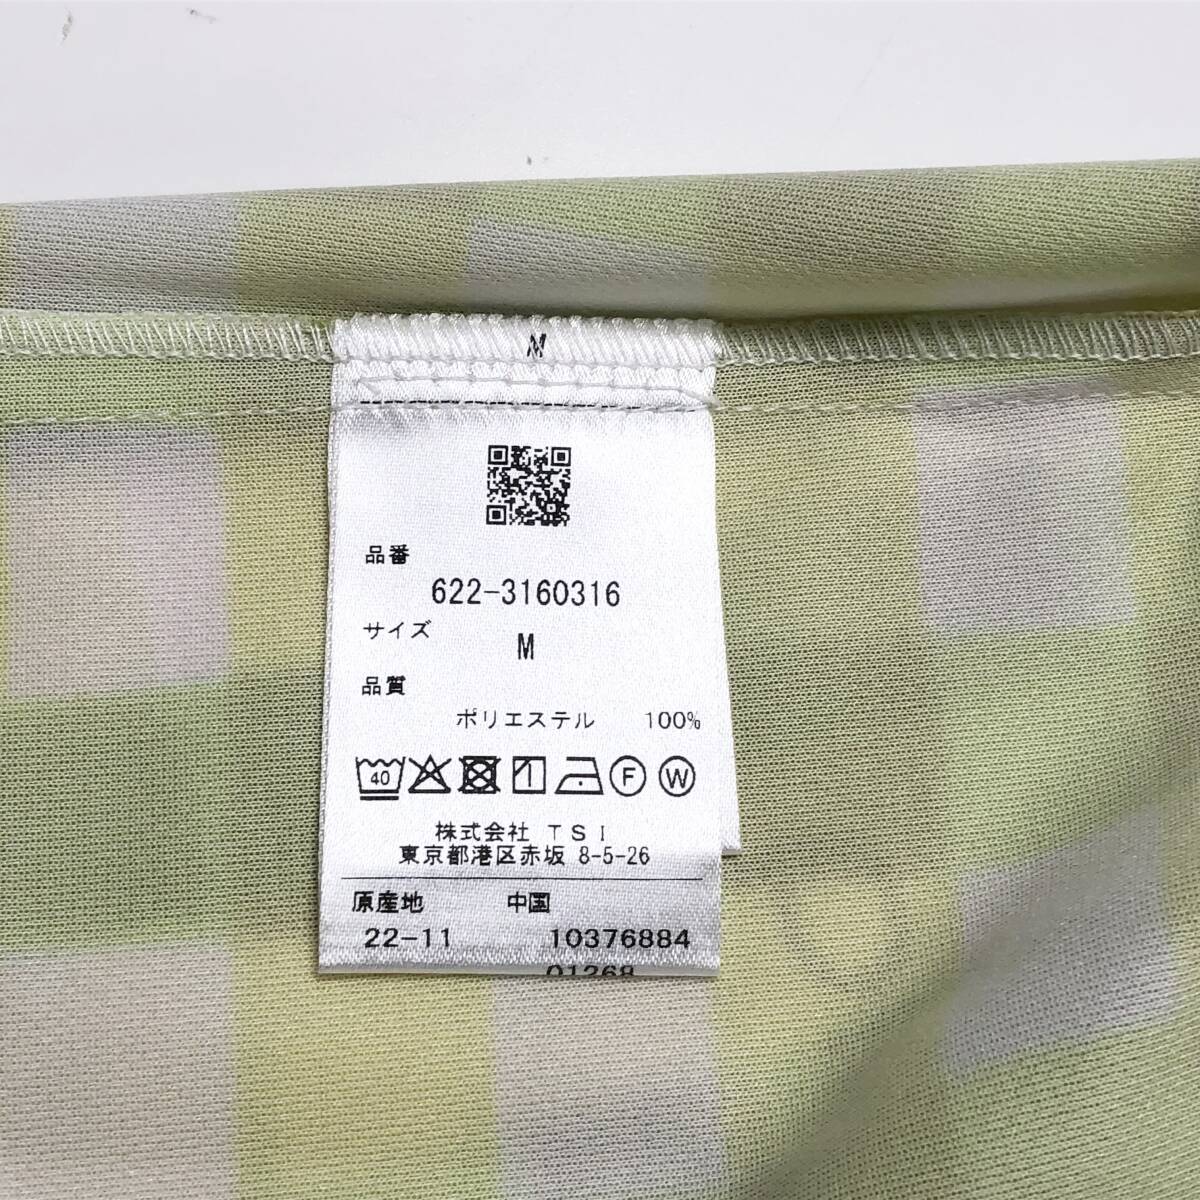 M
品番
622-3160316
サイズ
M
品質
ポリエステル 100%
40 F W
株式会社 TSI
東京都港区赤坂 8-5-26
原産地 中国
22-11 10376884
01268